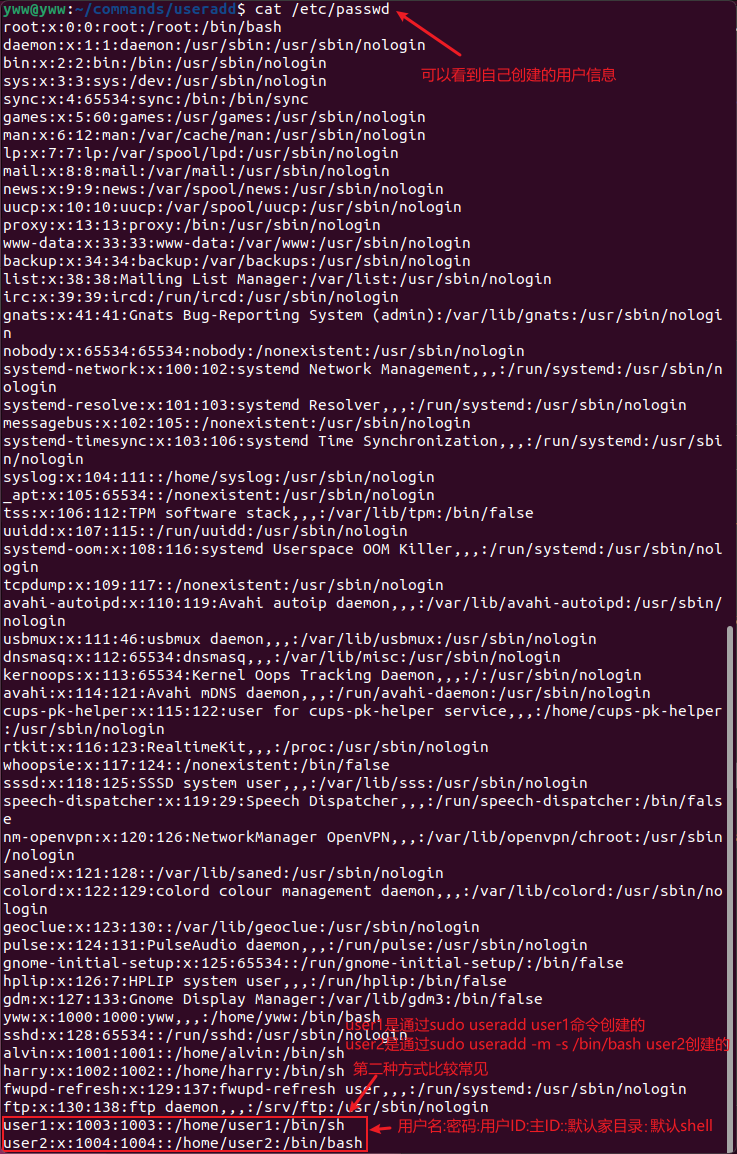 yww@yww:~/commands/useradd$ cat /etc/passwd
root:x:0:0:root:/root:/bin/bash
daemon:x:1:1:daemon:/usr/sbin:/usr/sbin/nologin
bin:x:2:2:bin:/bin:/usr/sbin/nologin
可以看到自己创建的用户信息
sys:x:3:3:sys:/dev:/usr/sbin/nologin
sync:x:4:65534:sync:/bin:/bin/sync
games:x:5:60:games:/usr/games:/usr/sbin/nologin
man:x:6:12:man:/var/cache/man:/usr/sbin/nologin
lp:x:7:7:lp:/var/spool/lpd:/usr/sbin/nologin
mail:x:8:8:mail:/var/mail:/usr/sbin/nologin
news:x:9:9:news:/var/spool/news:/usr/sbin/nologin
uucp:x:10:10:uucp:/var/spool/uucp:/usr/sbin/nologin
proxy:x:13:13:proxy:/bin:/usr/sbin/nologin
www-data:x:33:33:www-data:/var/www:/usr/sbin/nologin
backup:x:34:34:backup:/var/backups:/usr/sbin/nologin
list:x:38:38:Mailing List Manager:/var/list:/usr/sbin/nologin
irc:x:39:39:ircd:/run/ircd:/usr/sbin/nologin
gnats:x:41:41:Gnats Bug-Reporting System (admin):/var/lib/gnats:/usr/sbin/nologi
n
nobody:x:65534:65534:nobody:/nonexistent:/usr/sbin/nologin
systemd-network:x:100:102:systemd Network Management,,,:/run/systemd:/usr/sbin/n
ologin
systemd-resolve:x:101:103:systemd Resolver,,,:/run/systemd:/usr/sbin/nologin
messagebus:x:102:105::/nonexistent:/usr/sbin/nologin
systemd-timesync:x:103:106:systemd Time Synchronization,,,:/run/systemd:/usr/sbi
n/nologin
syslog:x:104:111::/home/syslog:/usr/sbin/nologin
_apt:x:105:65534::/nonexistent:/usr/sbin/nologin
tss:x:106:112:TPM software stack,,,:/var/lib/tpm:/bin/false
uuidd:x:107:115::/run/uuidd:/usr/sbin/nologin
systemd-oom:x:108:116:systemd Userspace OOM Killer,,,:/run/systemd:/usr/sbin/nol
ogin
tcpdump:x:109:117::/nonexistent:/usr/sbin/nologin
avahi-autoipd:x:110:119:Avahi autoip daemon,,,:/var/lib/avahi-autoipd:/usr/sbin/
nologin
usbmux:x:111:46:usbmux daemon,,,:/var/lib/usbmux:/usr/sbin/nologin
dnsmasq:x:112:65534:dnsmasq,,,:/var/lib/misc:/usr/sbin/nologin
kernoops:x:113:65534:Kernel Oops Tracking Daemon,,,:/:/usr/sbin/nologin
avahi:x:114:121:Avahi mDNS daemon,,,:/run/avahi-daemon:/usr/sbin/nologin
cups-pk-helper:x:115:122:user for cups-pk-helper service,,,:/home/cups-pk-helper
:/usr/sbin/nologin
rtkit:x:116:123:RealtimeKit,,,:/proc:/usr/sbin/nologin
whoopsie:x:117:124::/nonexistent:/bin/false
sssd:x:118:125:SSSD system user,,,:/var/lib/sss:/usr/sbin/nologin
speech-dispatcher:x:119:29:Speech Dispatcher,,,:/run/speech-dispatcher:/bin/fals
e
nm-openvpn:x:120:126:NetworkManager OpenVPN,,,:/var/lib/openvpn/chroot:/usr/sbin
/nologin
saned:x:121:128::/var/lib/saned:/usr/sbin/nologin
colord:x:122:129:colord colour management daemon,,,:/var/lib/colord:/usr/sbin/no
login
geoclue:x:123:130::/var/lib/geoclue:/usr/sbin/nologin
pulse:x:124:131:PulseAudio daemon,,,:/run/pulse:/usr/sbin/nologin
gnome-initial-setup:x:125:65534::/run/gnome-initial-setup/:/bin/false
hplip:x:126:7:HPLIP system user,,,:/run/hplip:/bin/false
gdm:x:127:133:Gnome Display Manager:/var/lib/gdm3:/bin/false
yww:x:1000:1000:yww,,,:/home/yww:/bin/bash
user1是通过sudo useradd user1命令创建的
sshd:x:128:65534::/run/sshd:/usr/sbin/nologin
user2是通过sudo useradd -m -s /bin/bash user2创建的
alvin:x:1001:1001::/home/alvin:/bin/sh
第二种方式比较常见
harry:x:1002:1002::/home/harry:/bin/sh
fwupd-refresh:x:129:137:fwupd-refresh user,,,:/run/systemd:/usr/sbin/nologin
ftp:x:130:138:ftp daemon,,,:/srv/ftp:/usr/sbin/nologin
user1:x:1003:1003::/home/user1:/bin/sh
用户名:密码:用户ID:主ID::默认家目录：默认shell
user2:x:1004:1004::/home/user2:/bin/bash